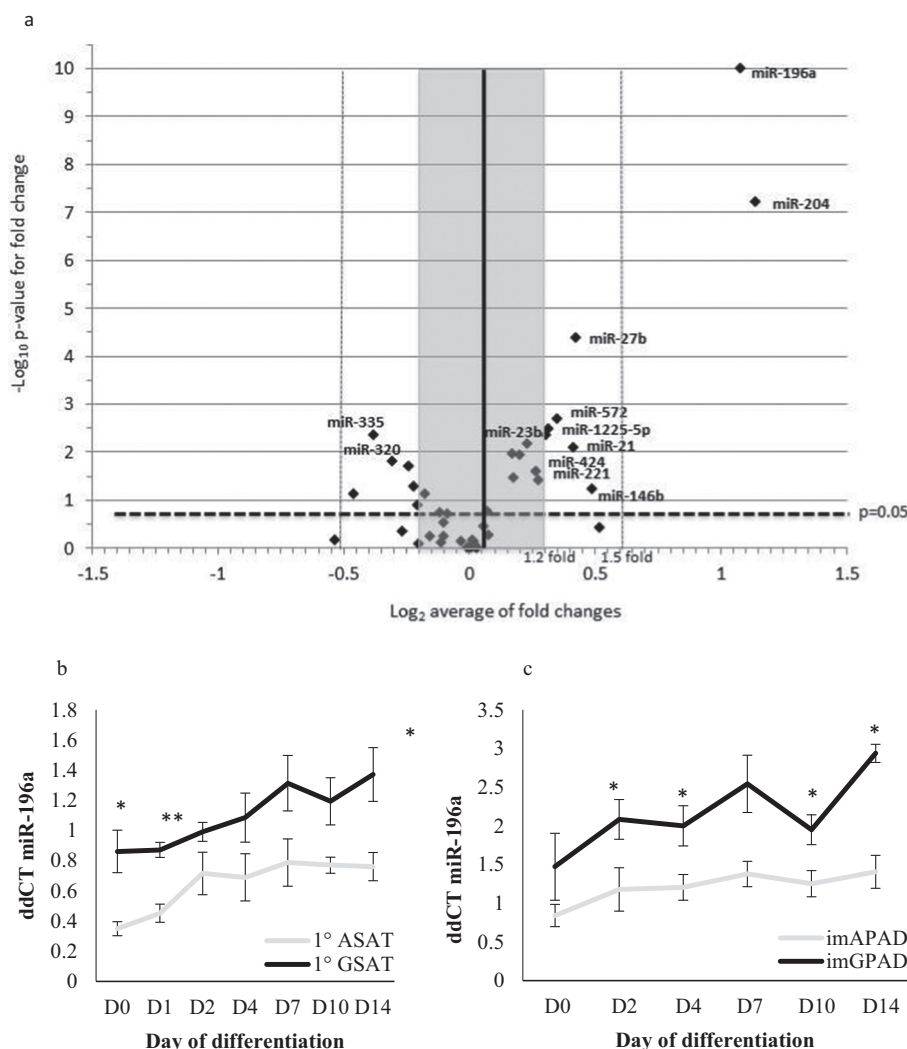 a
10
miR-196a
9
8
miR-204
7
6
5
miR-27b
4
3
miR-335
miR-572
miR-23b
miR-1225-5p
miR-21
2
miR-320
miR-424
miR-221
1
miR-146b
p=0.05
0
1.2 fold
1.5 fold
-1.5
-1
-0.5
0
0.5
1
1.5
-Log10 p-value for fold change
Log2 average of fold changes
b
1.8
1.6
1.4
1.2
1
0.8
0.6
0.4
0.2
0
ddCT miR-196a
*
**
*
1° ASAT
1° GSAT
D0 D1 D2 D4 D7 D10 D14
Day of differentiation
c
3.5
3
2.5
2
1.5
1
0.5
0
ddCT miR-196a
*
*
*
*
imAPAD
imGPAD
D0 D2 D4 D7 D10 D14
Day of differentiation